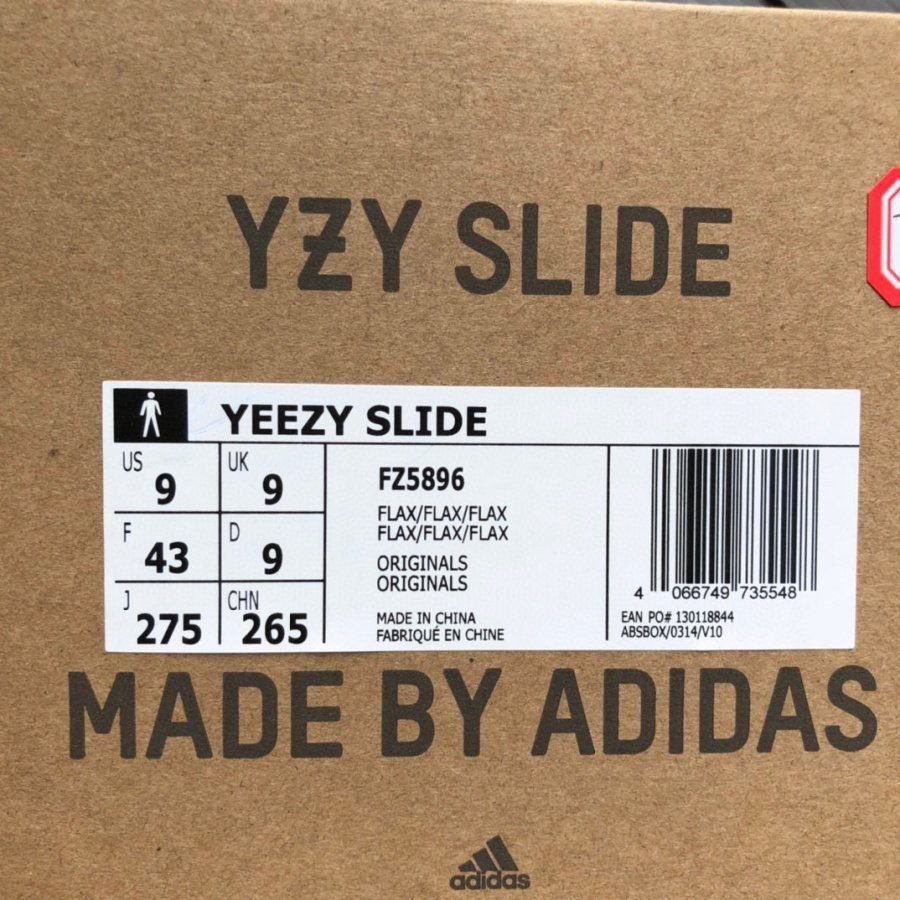 YZY SLIDE
YEEZY SLIDE
US
9
UK
9
F
43
D
9
J
275
CHN
265
FZ5896
FLAX/FLAX/FLAX
FLAX/FLAX/FLAX
ORIGINALS
ORIGINALS
MADE IN CHINA
FABRIQUÉ EN CHINE
4 066749 735548
EAN PO# 130118844
ABSBOX/0314/V10
MADE BY ADIDAS
adidas